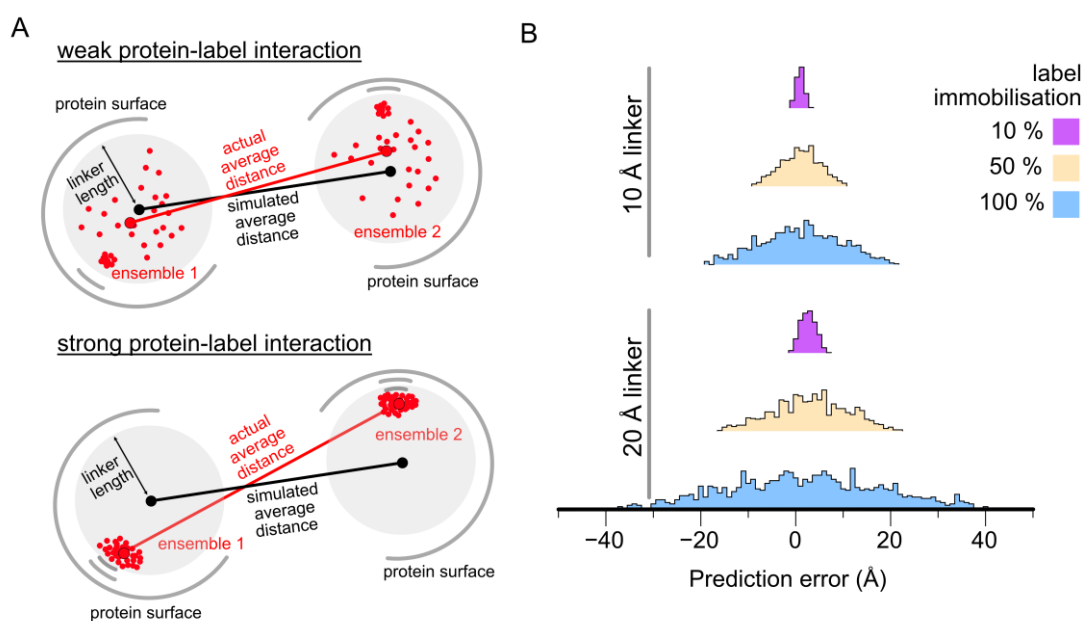 A
weak protein-label interaction
protein surface
linker
length
actual
average
distance
simulated
average
distance
ensemble 1
ensemble 2
protein surface
strong protein-label interaction
linker
length
actual
average
distance
simulated
average
distance
ensemble 1
ensemble 2
protein surface
protein surface
B
label
immobilisation
10 %
50 %
100 %
10 Å linker
20 Å linker
−40
−20
0
20
40
Prediction error (Å)